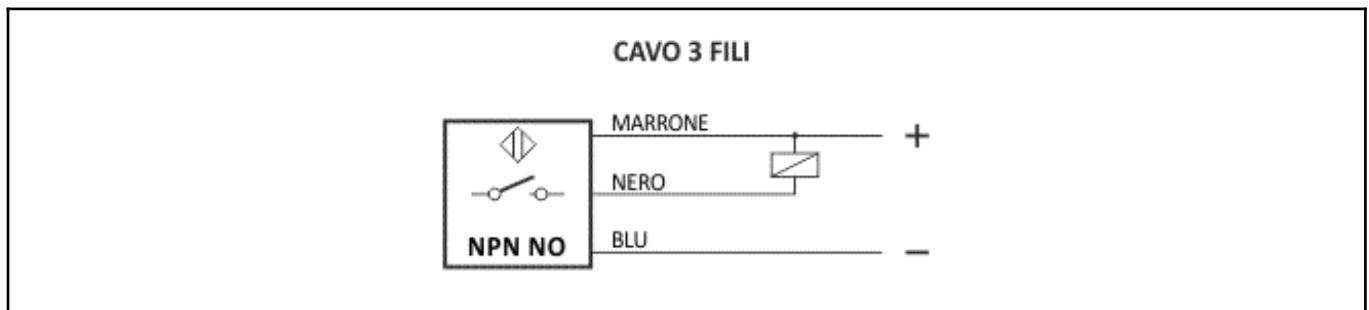 CAVO 3 FILI
MARRONE
+
NERO
NPN NO
BLU
−